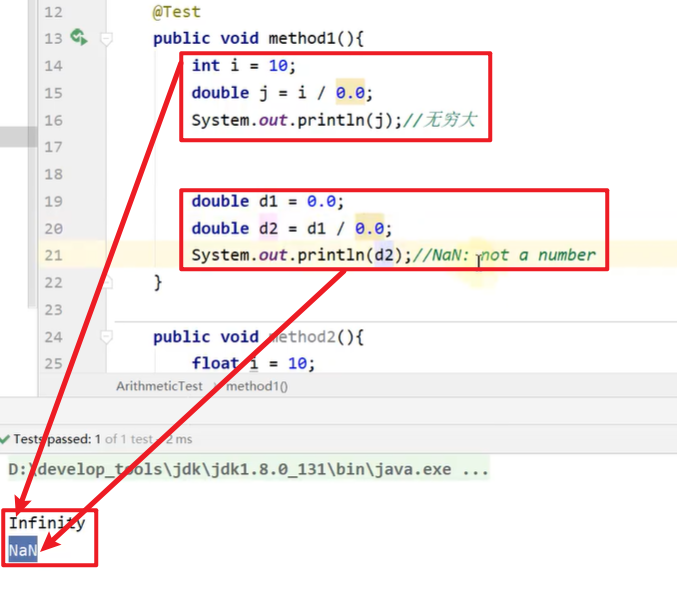 12 @Test
13 public void method1(){
14 int i = 10;
15 double j = i / 0.0;
16 System.out.println(j);//无穷大
17
18
19 double d1 = 0.0;
20 double d2 = d1 / 0.0;
21 System.out.println(d2);//NaN: not a number
22 }
23
24 public void method2(){
25 float i = 10;
ArithmeticTest method1()
Tests passed: 1 of 1 test - 2 ms
D:\develop_tools\jdk\jdk1.8.0_131\bin\java.exe ...
Infinity
NaN